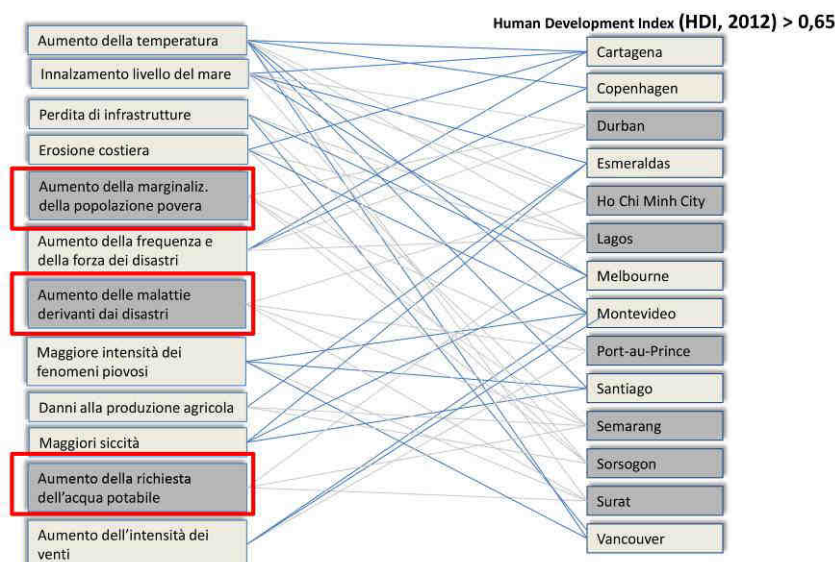 Human Development Index (HDI, 2012) > 0,65
Aumento della temperatura
Innalzamento livello del mare
Perdita di infrastrutture
Erosione costiera
Aumento della marginaliz.
della popolazione povera
Aumento della frequenza e
della forza dei disastri
Aumento delle malattie
derivanti dai disastri
Maggiore intensità dei
fenomeni piovosi
Danni alla produzione agricola
Maggiori siccità
Aumento della richiesta
dell'acqua potabile
Aumento dell'intensità dei
venti
Cartagena
Copenhagen
Durban
Esmeraldas
Ho Chi Minh City
Lagos
Melbourne
Montevideo
Port-au-Prince
Santiago
Semarang
Sorsogon
Surat
Vancouver